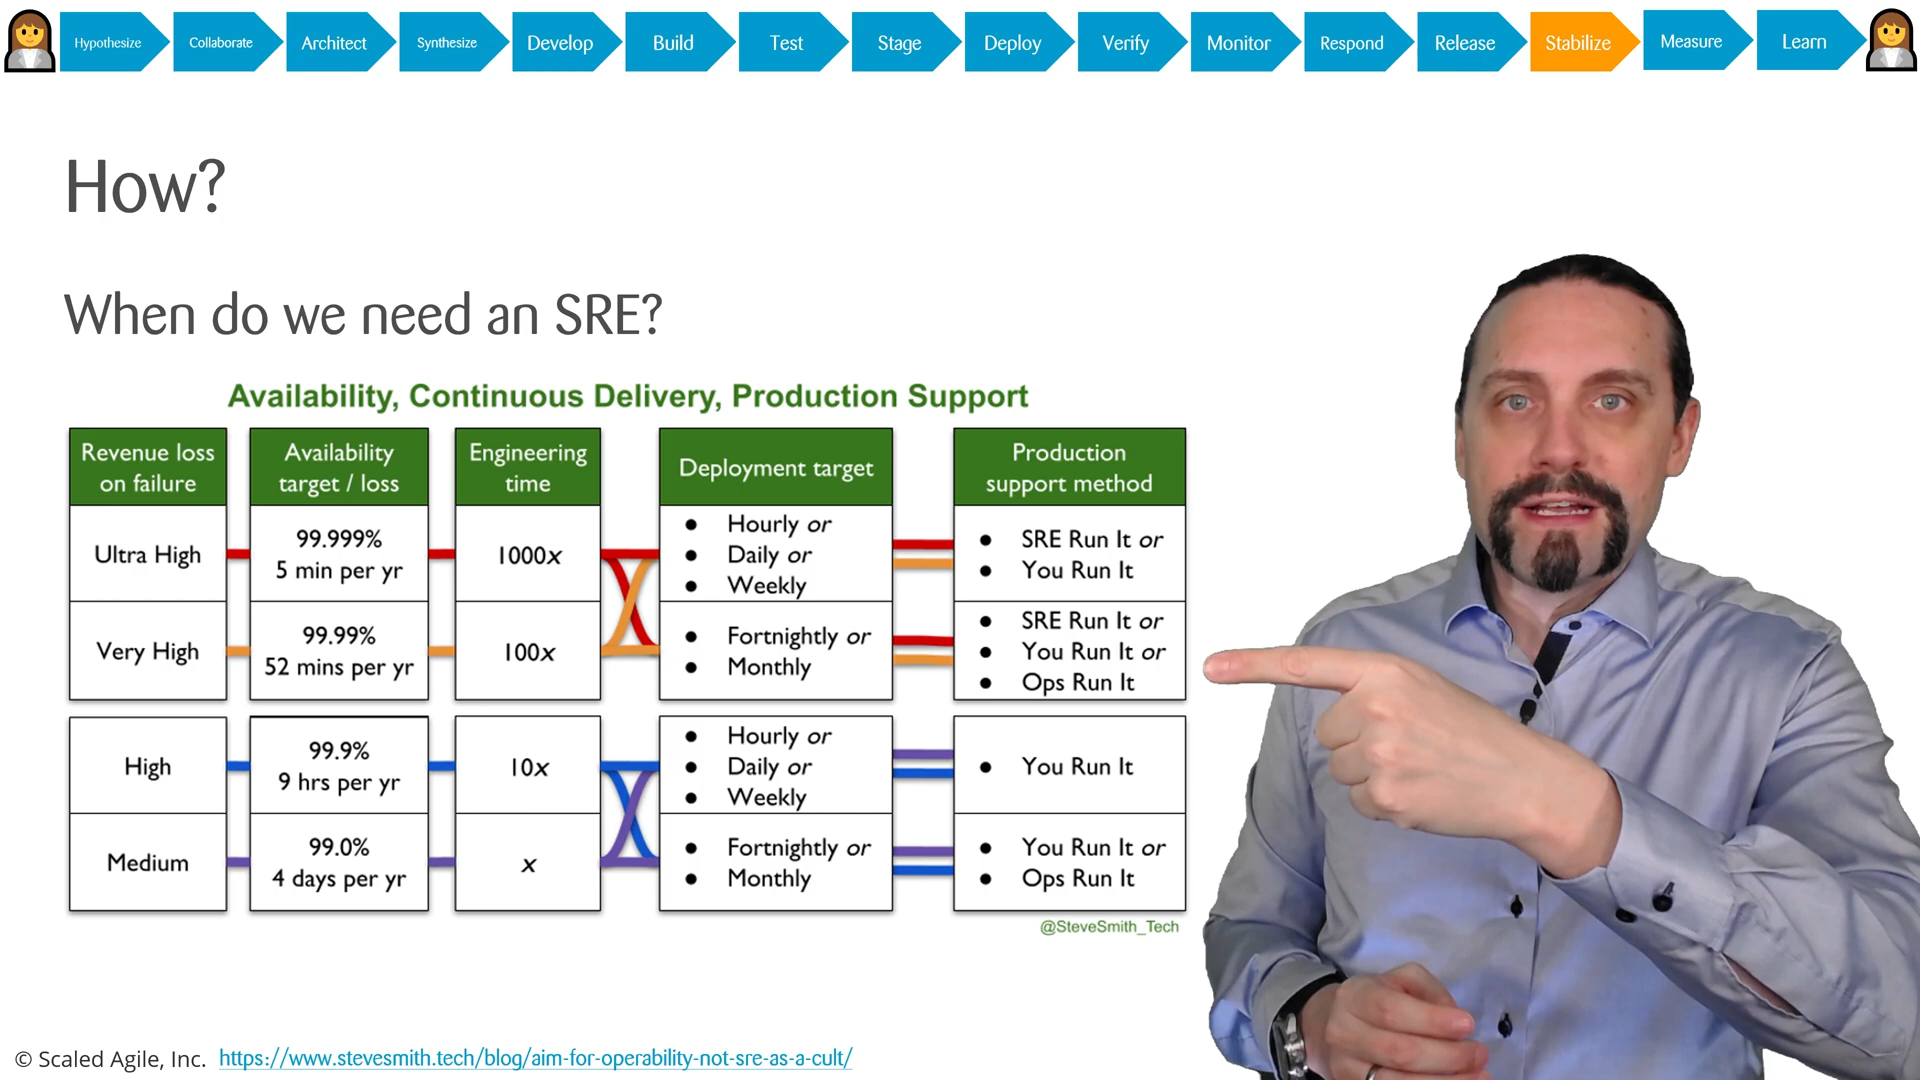 Hypothesize
Collaborate
Architect
Synthesize
Develop
Build
Test
Stage
Deploy
Verify
Monitor
Respond
Release
Stabilize
Measure
Learn
How?
When do we need an SRE?
Availability, Continuous Delivery, Production Support
Revenue loss
on failure
Availability
target / loss
Engineering
time
Deployment target
Production
support method
Ultra High
99.999%
5 min per yr
1000x
● Hourly or
● Daily or
● Weekly
● SRE Run It or
● You Run It
Very High
99.99%
52 mins per yr
100x
● Fortnightly or
● Monthly
● SRE Run It or
● You Run It or
● Ops Run It
High
99.9%
9 hrs per yr
10x
● Hourly or
● Daily or
● Weekly
● You Run It
Medium
99.0%
4 days per yr
x
● Fortnightly or
● Monthly
● You Run It or
● Ops Run It
@SteveSmith_Tech
© Scaled Agile, Inc. https://www.stevesmith.tech/blog/aim-for-operability-not-sre-as-a-cult/